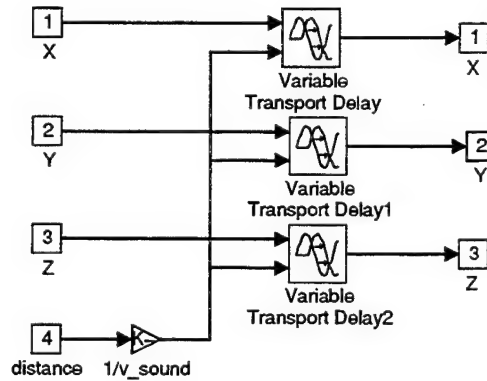 1
X
Variable
Transport Delay
1
X
2
Y
Variable
Transport Delay1
2
Y
3
Z
Variable
Transport Delay2
3
Z
4
distance
K
1/v_sound